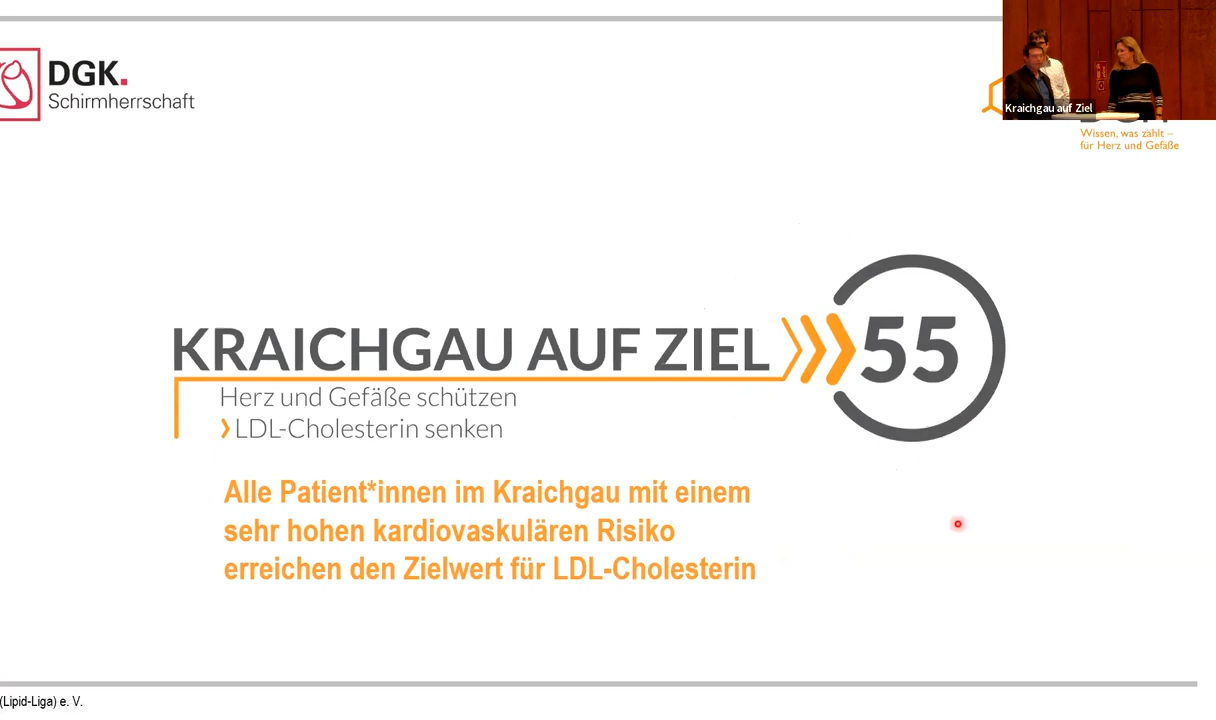 DGK.
Schirmherrschaft
Kraichgau auf Ziel
Wissen, was zählt –
für Herz und Gefäße
KRAICHGAU AUF ZIEL 55
Herz und Gefäße schützen
LDL-Cholesterin senken
Alle Patient*innen im Kraichgau mit einem
sehr hohen kardiovaskulären Risiko
erreichen den Zielwert für LDL-Cholesterin
(Lipid-Liga) e. V.